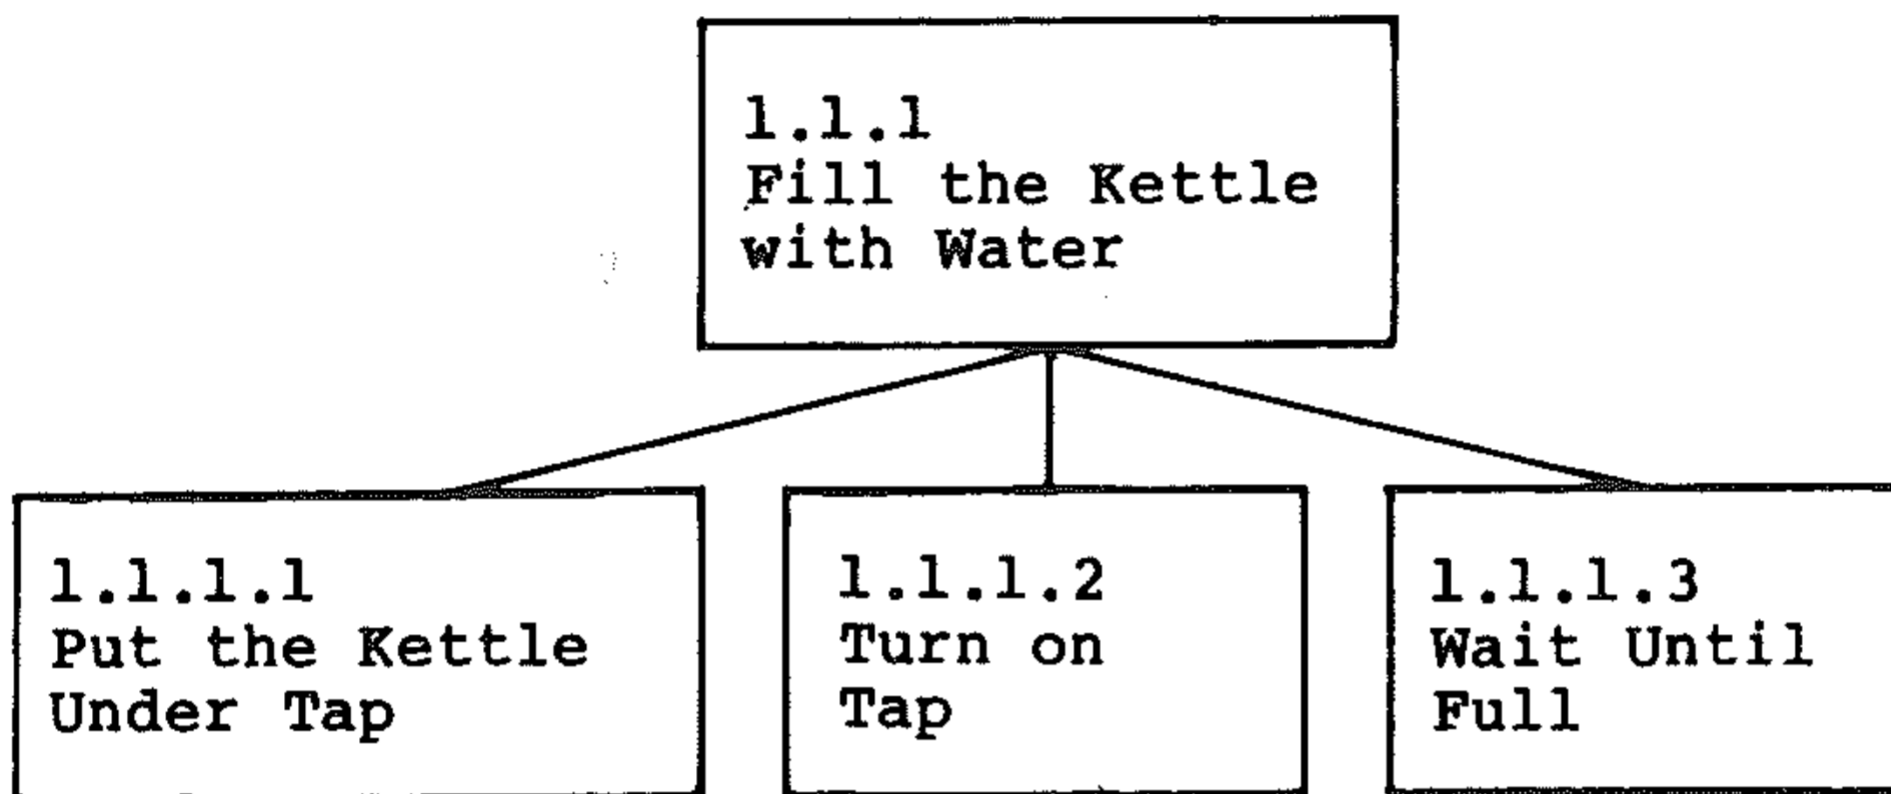 1.1.1
Fill the Kettle
with Water
1.1.1.1
Put the Kettle
Under Tap
1.1.1.2
Turn on
Tap
1.1.1.3
Wait Until
Full